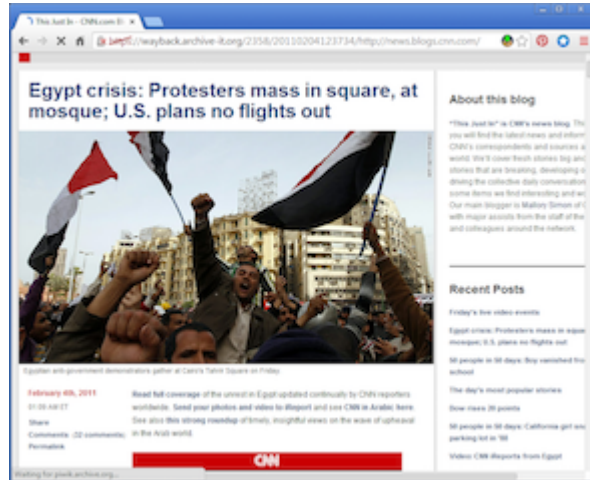 This Just In - CNN.com Bl
https://wayback.archive-it.org/2358/20110204123734/http://news.blogs.cnn.com/
Egypt crisis: Protesters mass in square, at
mosque; U.S. plans no flights out
Egyptian anti-government demonstrators gather at Cairo's Tahrir Square on Friday.
February 4th, 2011
01:09 AM ET
Share
Comments (32 comments)
Permalink
Read full coverage of the unrest in Egypt updated continually by CNN reporters
worldwide. Send your photos and video to iReport and see CNN in Arabic here.
See also this strong roundup of timely, insightful views on the wave of upheaval
in the Arab world.
CNN
About this blog
"This Just In" is CNN's news blog. Thi
you will find the latest news and inform
CNN's correspondents and sources a
world. We'll cover fresh stories big and
stories that are breaking, developing o
driving the collective daily conversation
some items we find interesting and wo
Our main blogger is Mallory Simon of C
with major assists from the staff of the
and colleagues around the network.
Recent Posts
Friday's live video events
Egypt crisis: Protesters mass in squar
mosque; U.S. plans no flights out
50 people in 50 days: Boy vanished fro
school
The day's most popular stories
Dow rises 30 points
50 people in 50 days: California girl sna
parking lot in '00
Video: CNN iReports from Egypt
Waiting for piwik.archive.org...